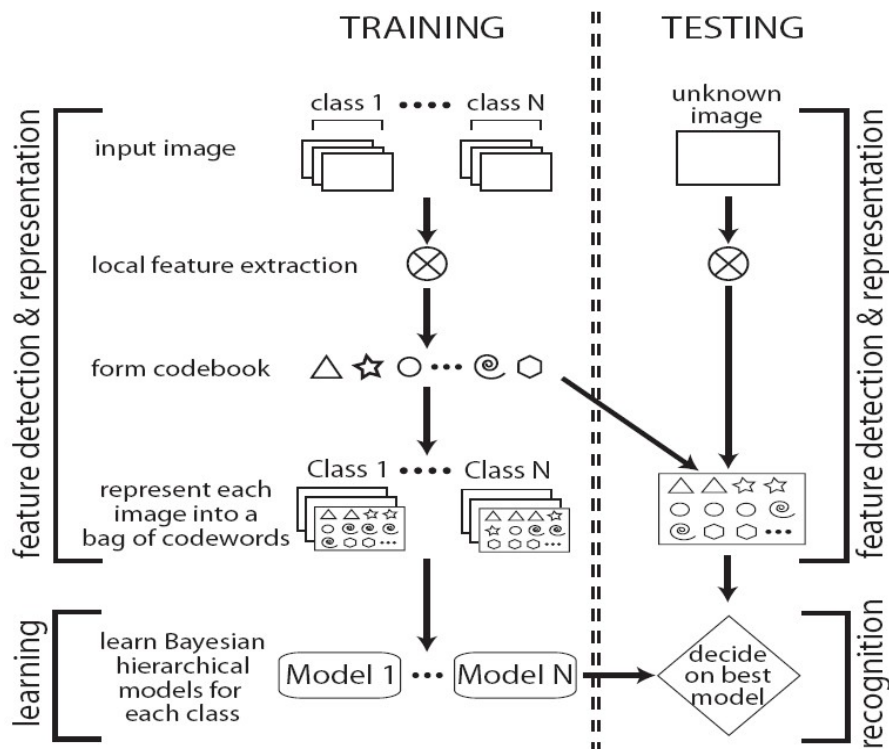 TRAINING
TESTING
feature detection & representation
class 1 •••• class N
input image
local feature extraction
form codebook
•••
Class 1 •••• Class N
represent each
image into a
bag of codewords
•••
•••
learning
learn Bayesian
hierarchical
models for
each class
Model 1 ••• Model N
unknown
image
•••
feature detection & representation
decide
on best
model
recognition